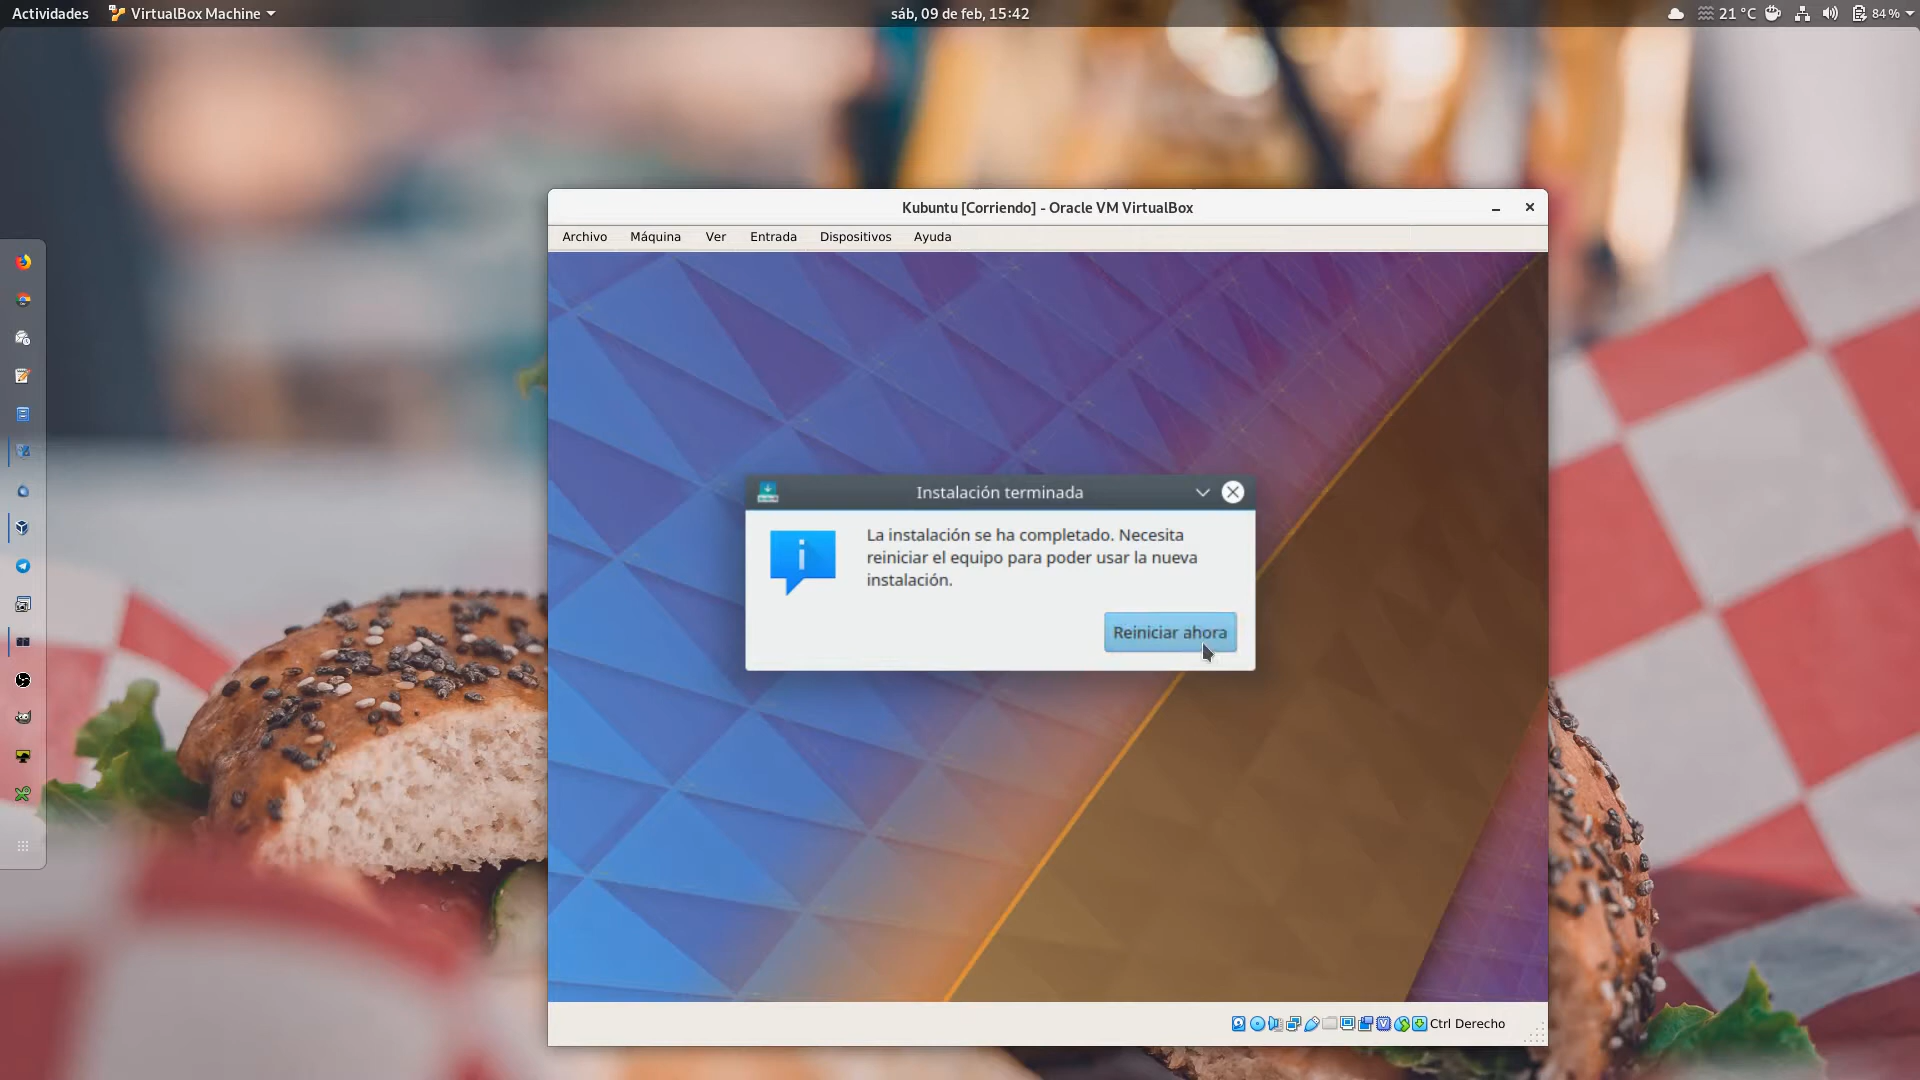 Actividades VirtualBox Machine sáb, 09 de feb, 15:42 21 °C 84 %
Kubuntu [Corriendo] - Oracle VM VirtualBox
Archivo Máquina Ver Entrada Dispositivos Ayuda
Instalación terminada
La instalación se ha completado. Necesita
reiniciar el equipo para poder usar la nueva
instalación.
Reiniciar ahora
Ctrl Derecho